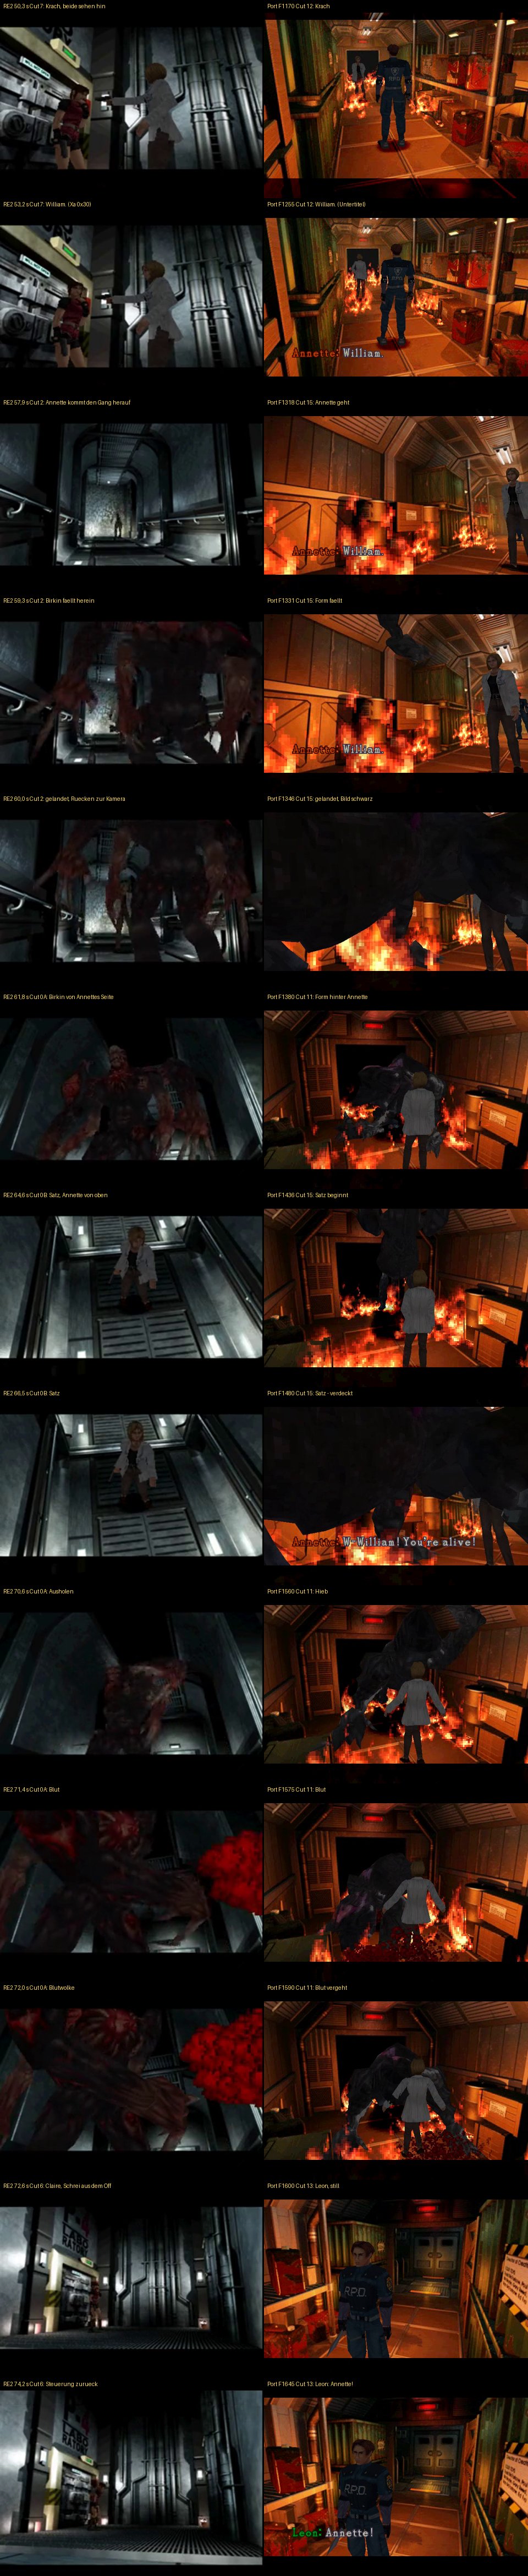 RE2 50,3 s Cut 7: Krach, beide sehen hin
Port F1170 Cut 12: Krach
R.P.D.
RE2 53,2 s Cut 7: William. (Xa 0x30)
Port F1255 Cut 12: William. (Untertitel)
Annette: William.
RE2 57,9 s Cut 2: Annette kommt den Gang herauf
Port F1318 Cut 15: Annette geht
Annette: William.
RE2 59,3 s Cut 2: Birkin faellt herein
Port F1331 Cut 15: Form faellt
Annette: William.
RE2 60,0 s Cut 2: gelandet, Ruecken zur Kamera
Port F1346 Cut 15: gelandet, Bild schwarz
RE2 61,8 s Cut 0A: Birkin von Annettes Seite
Port F1380 Cut 11: Form hinter Annette
RE2 64,6 s Cut 0B: Satz, Annette von oben
Port F1436 Cut 15: Satz beginnt
RE2 66,5 s Cut 0B: Satz
Port F1480 Cut 15: Satz - verdeckt
Annette: W-William! You're alive!
RE2 70,6 s Cut 0A: Ausholen
Port F1560 Cut 11: Hieb
RE2 71,4 s Cut 0A: Blut
Port F1575 Cut 11: Blut
RE2 72,0 s Cut 0A: Blutwolke
Port F1590 Cut 11: Blut vergeht
RE2 72,6 s Cut 6: Claire, Schrei aus dem Off
Port F1600 Cut 13: Leon, still
LABO
RATORY
R.P.D.
RE2 74,2 s Cut 6: Steuerung zurueck
Port F1645 Cut 13: Leon: Annette!
LABO
RATORY
R.P.D.
Leon: Annette!